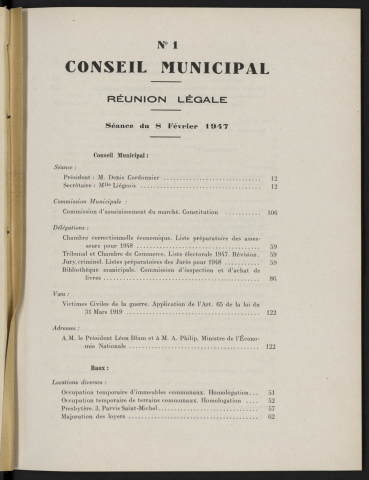 N° 1
CONSEIL MUNICIPAL
RÉUNION LÉGALE
Séance du 8 Février 1947
Conseil Municipal :
Séance :
Président : M. Denis Cordonnier 12
Secrétaire : Mlle Liégeois 12
Commission Municipale :
Commission d'assainissement du marché. Constitution 106
Délégations :
Chambre correctionnelle économique. Liste préparatoire des asses-
seurs pour 1948 59
Tribunal et Chambre de Commerce. Liste électorale 1947 Révision. 59
Jury criminel. Listes préparatoires des Jurés pour 1948 59
Bibliothèque municipale. Commission d'inspection et d'achat de
livres 86
Vœu :
Victimes Civiles de la guerre. Application de l'Art. 65 de la loi du
31 Mars 1919 122
Adresses :
A M. le Président Léon Blum et à M. A. Philip, Ministre de l'Écono-
mie Nationale 122
Baux :
Locations diverses :
Occupation temporaire d'immeubles communaux. Homologation 51
Occupation temporaire de terrains communaux. Homologation 52
Presbytère. 3, Parvis Saint-Michel 57
Majoration des loyers 62